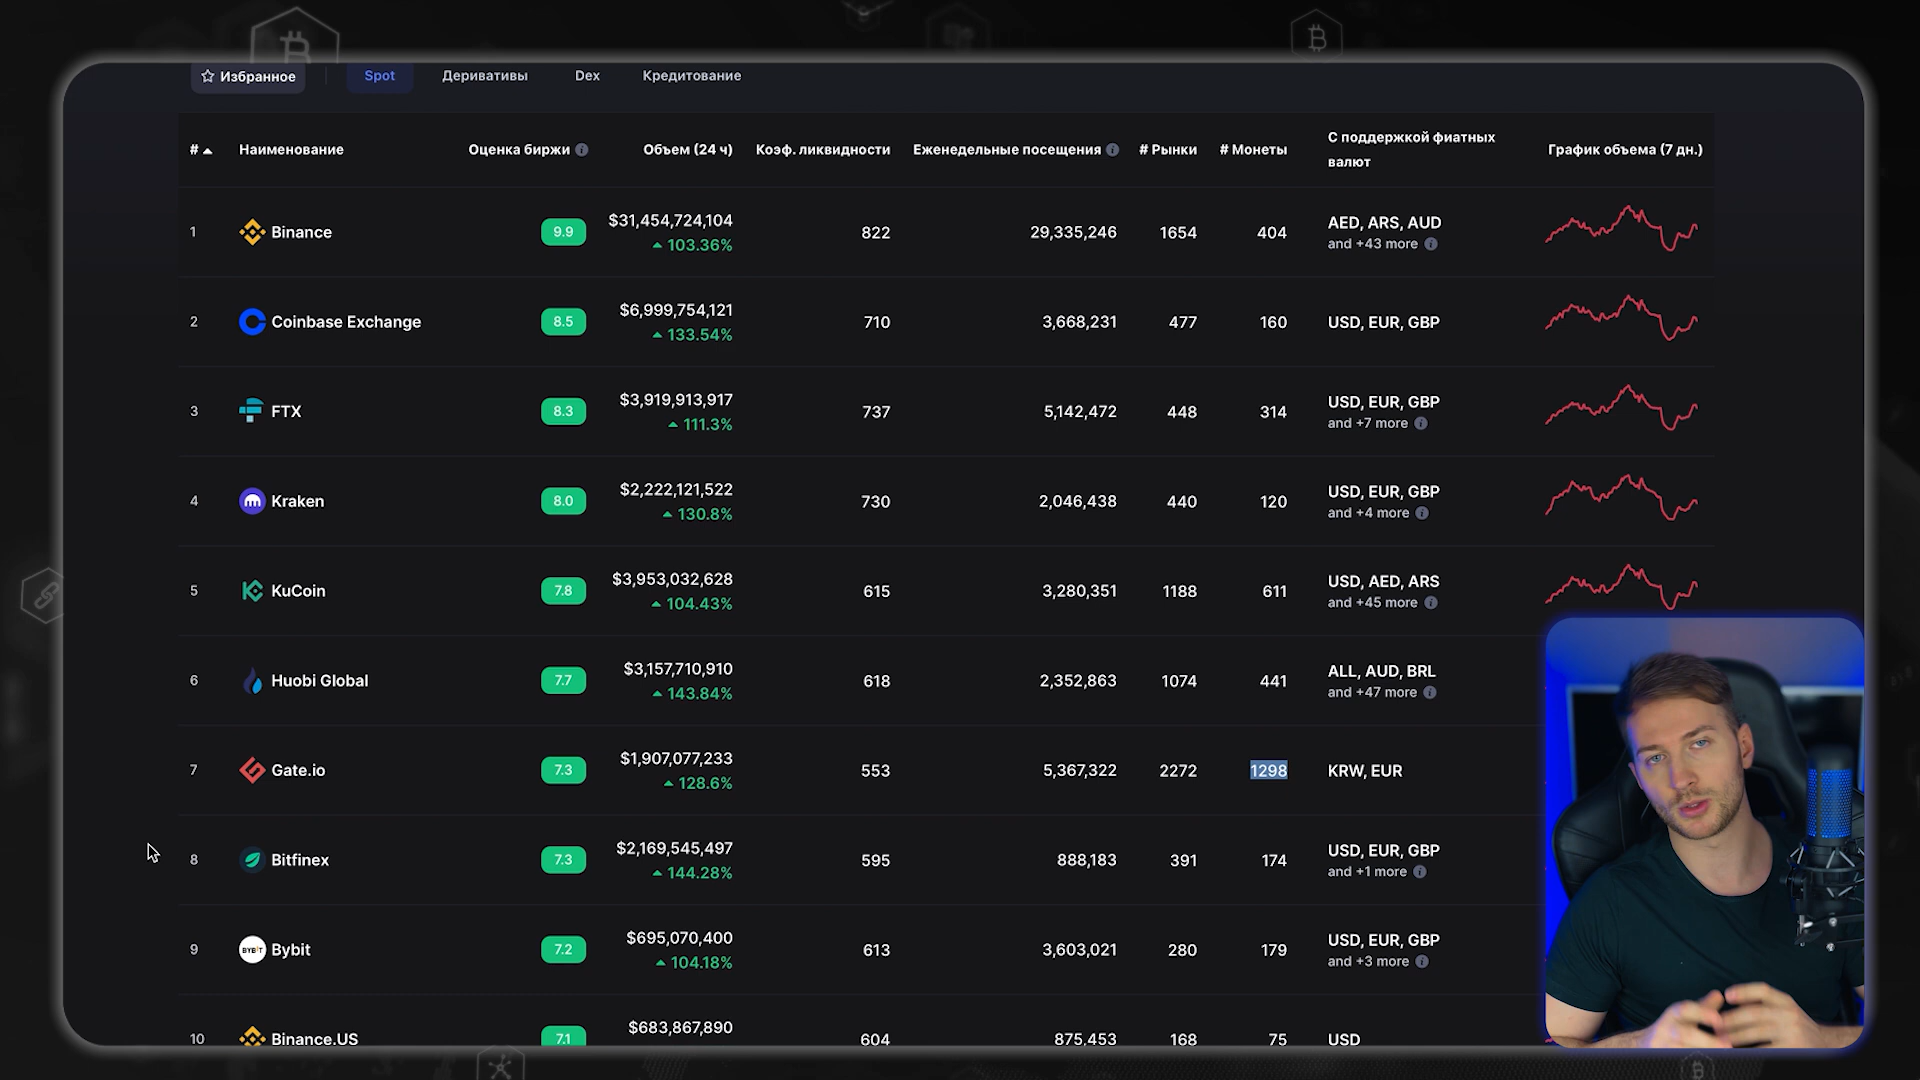 Избранное Spot Деривативы Dex Кредитование
# Наименование Оценка биржи Объем (24 ч) Коэф. ликвидности Еженедельные посещения # Рынки # Монеты С поддержкой фиатных График объема (7 дн.)
валют
1 Binance 9.9 $31,454,724,104 822 29,335,246 1654 404 AED, ARS, AUD
103.36% and +43 more
2 Coinbase Exchange 8.5 $6,999,754,121 710 3,668,231 477 160 USD, EUR, GBP
133.54%
3 FTX 8.3 $3,919,913,917 737 5,142,472 448 314 USD, EUR, GBP
111.3% and +7 more
4 Kraken 8.0 $2,222,121,522 730 2,046,438 440 120 USD, EUR, GBP
130.8% and +4 more
5 KuCoin 7.8 $3,953,032,628 615 3,280,351 1188 611 USD, AED, ARS
104.43% and +45 more
6 Huobi Global 7.7 $3,157,710,910 618 2,352,863 1074 441 ALL, AUD, BRL
143.84% and +47 more
7 Gate.io 7.3 $1,907,077,233 553 5,367,322 2272 1298 KRW, EUR
128.6%
8 Bitfinex 7.3 $2,169,545,497 595 888,183 391 174 USD, EUR, GBP
144.28% and +1 more
9 BYBIT Bybit 7.2 $695,070,400 613 3,603,021 280 179 USD, EUR, GBP
104.18% and +3 more
10 Binance.US 7.1 $683,867,890 604 875,453 168 75 USD